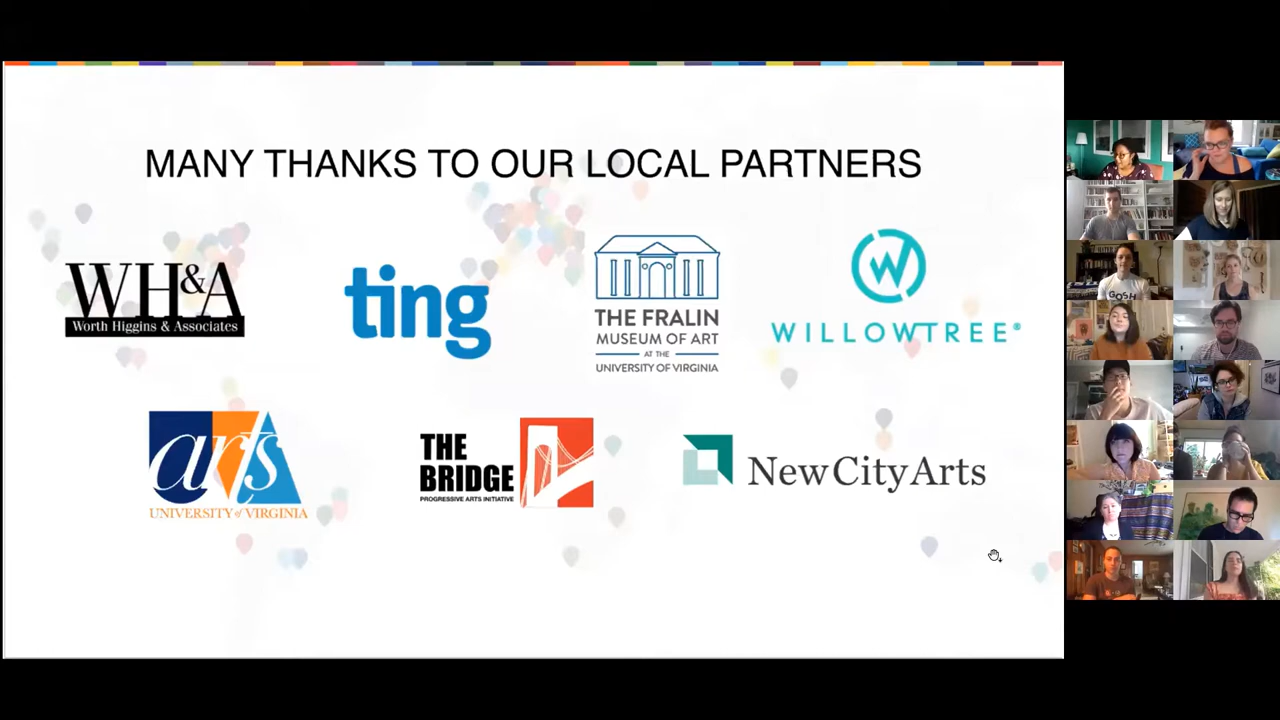 MANY THANKS TO OUR LOCAL PARTNERS
WH&A
Worth Higgins & Associates
ting
THE FRALIN
MUSEUM OF ART
AT THE
UNIVERSITY OF VIRGINIA
W
WILLOWTREE®
arts
UNIVERSITY of VIRGINIA
THE
BRIDGE
PROGRESSIVE ARTS INITIATIVE
NewCityArts
GOSH